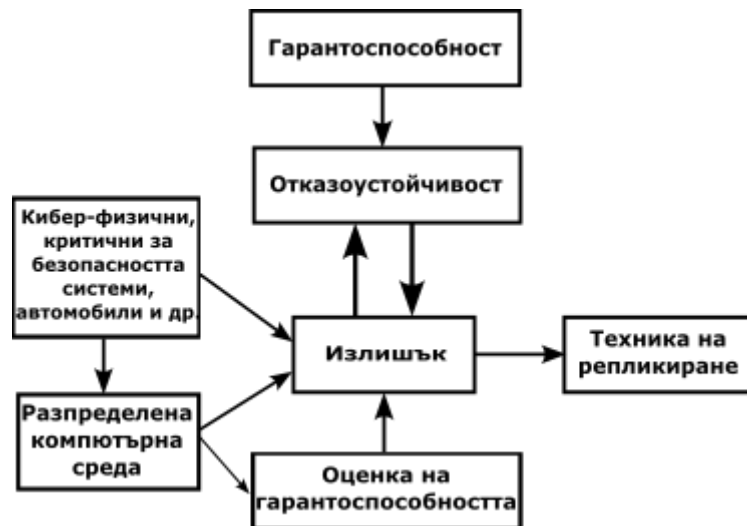 Гарантоспособност
Отказоустойчивост
Кибер-физични,
критични за
безопасността
системи,
автомобили и др.
Излишък
Техника на
репликиране
Разпределена
компютърна
среда
Оценка на
гарантоспособността